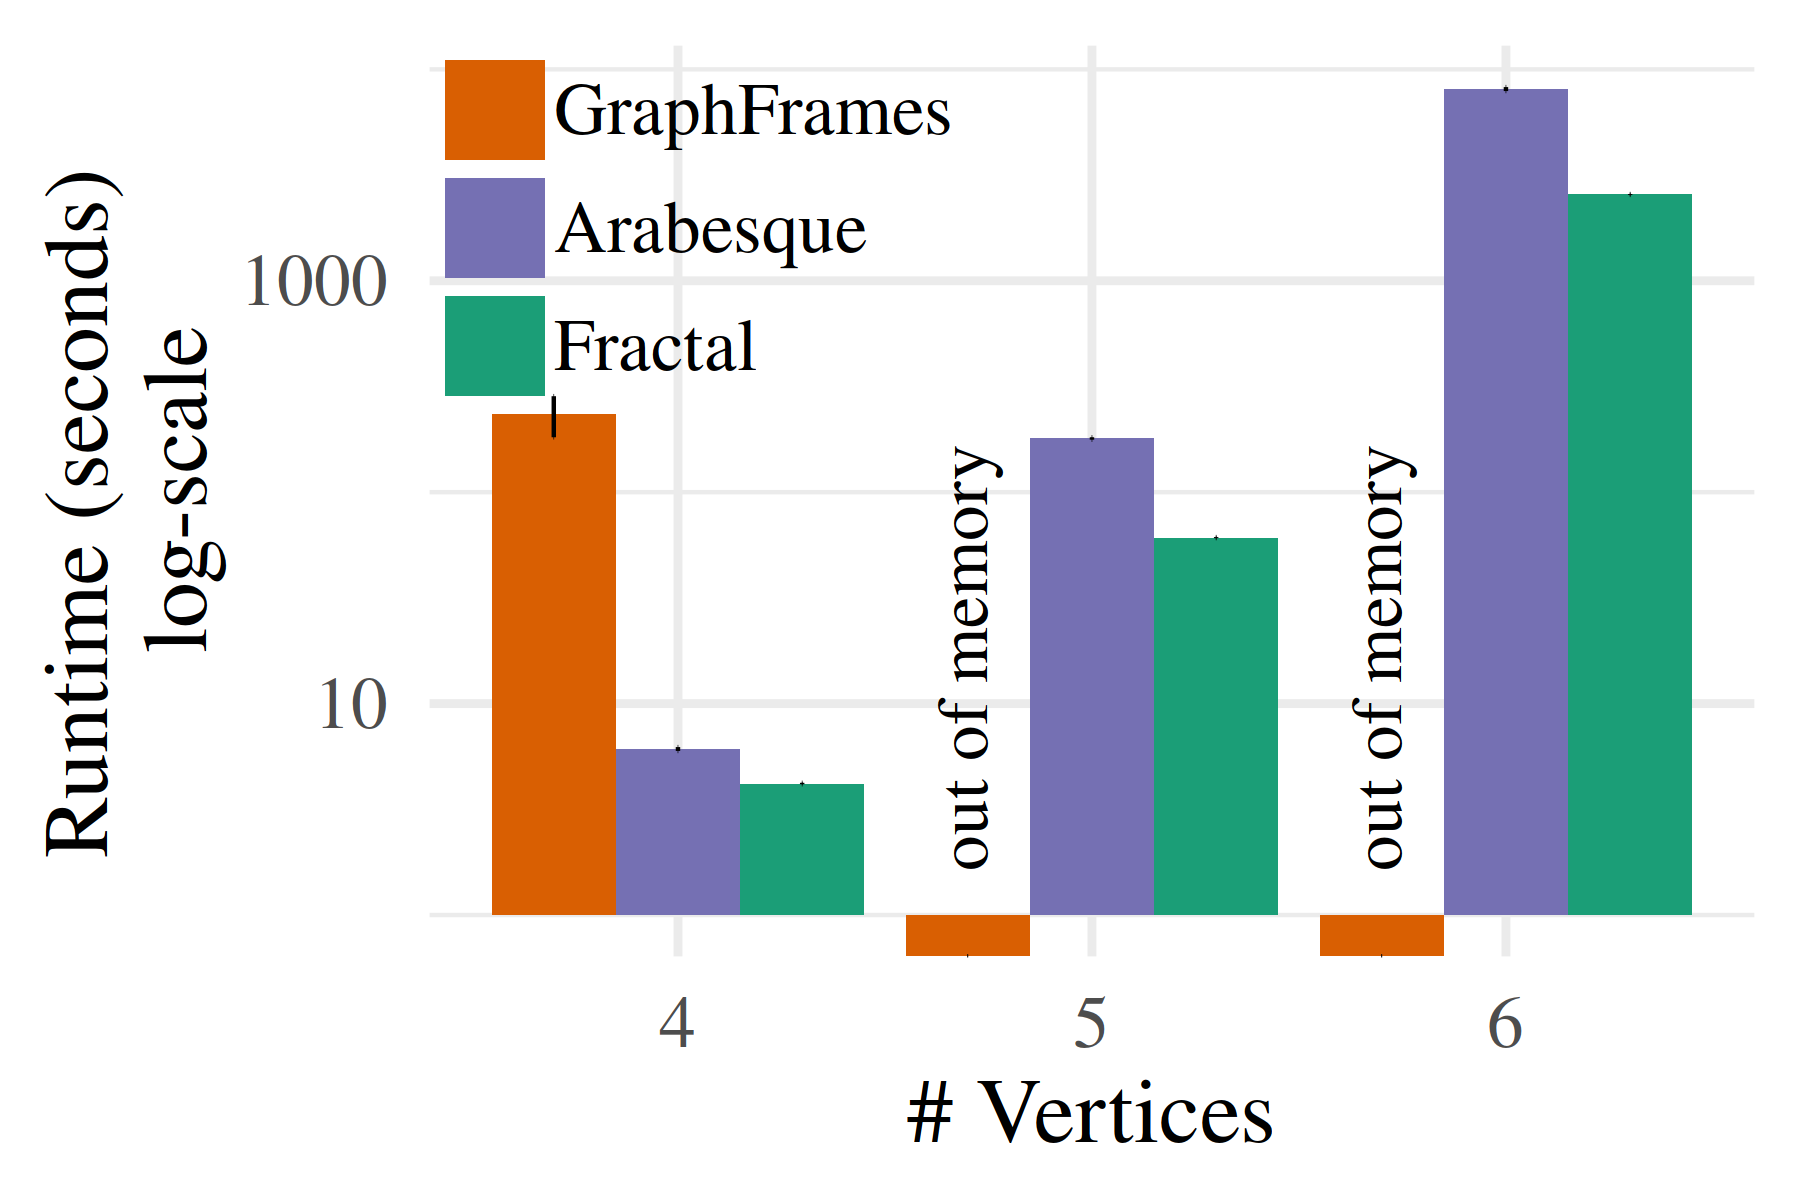 GraphFrames
Arabesque
Fractal
Runtime (seconds)
log-scale
1000
10
out of memory
out of memory
4
5
6
# Vertices